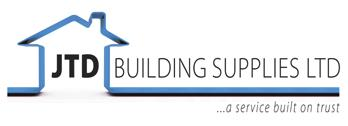 JTD BUILDING SUPPLIES LTD
...a service built on trust